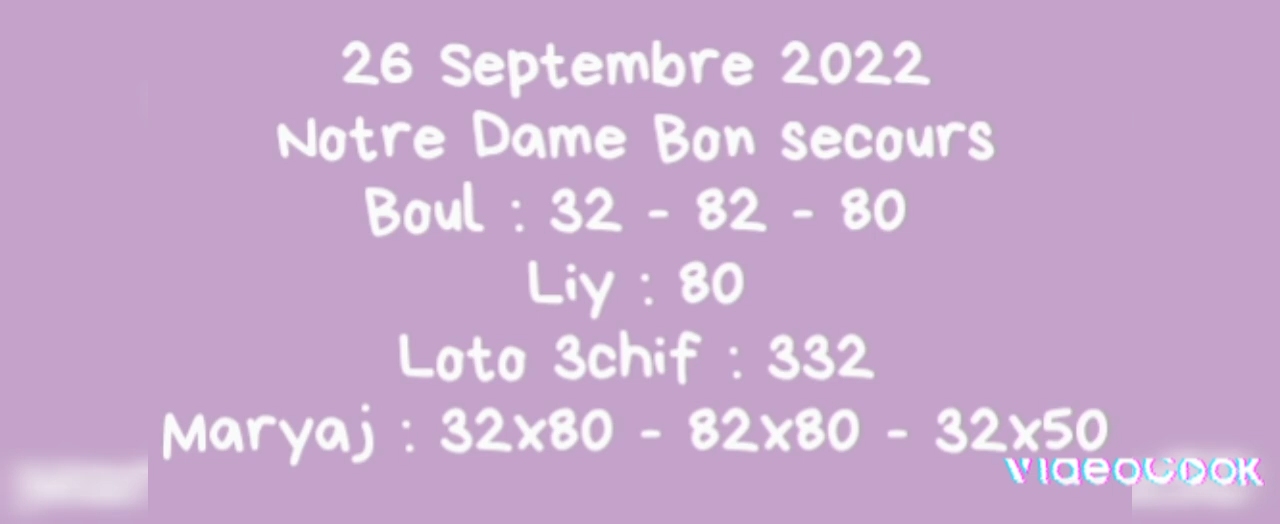 26 Septembre 2022
Notre Dame Bon secours
Boul : 32 - 82 - 80
Liy : 80
Loto 3chif : 332
Maryaj : 32x80 - 82x80 - 32x50
VIDEOCOOK